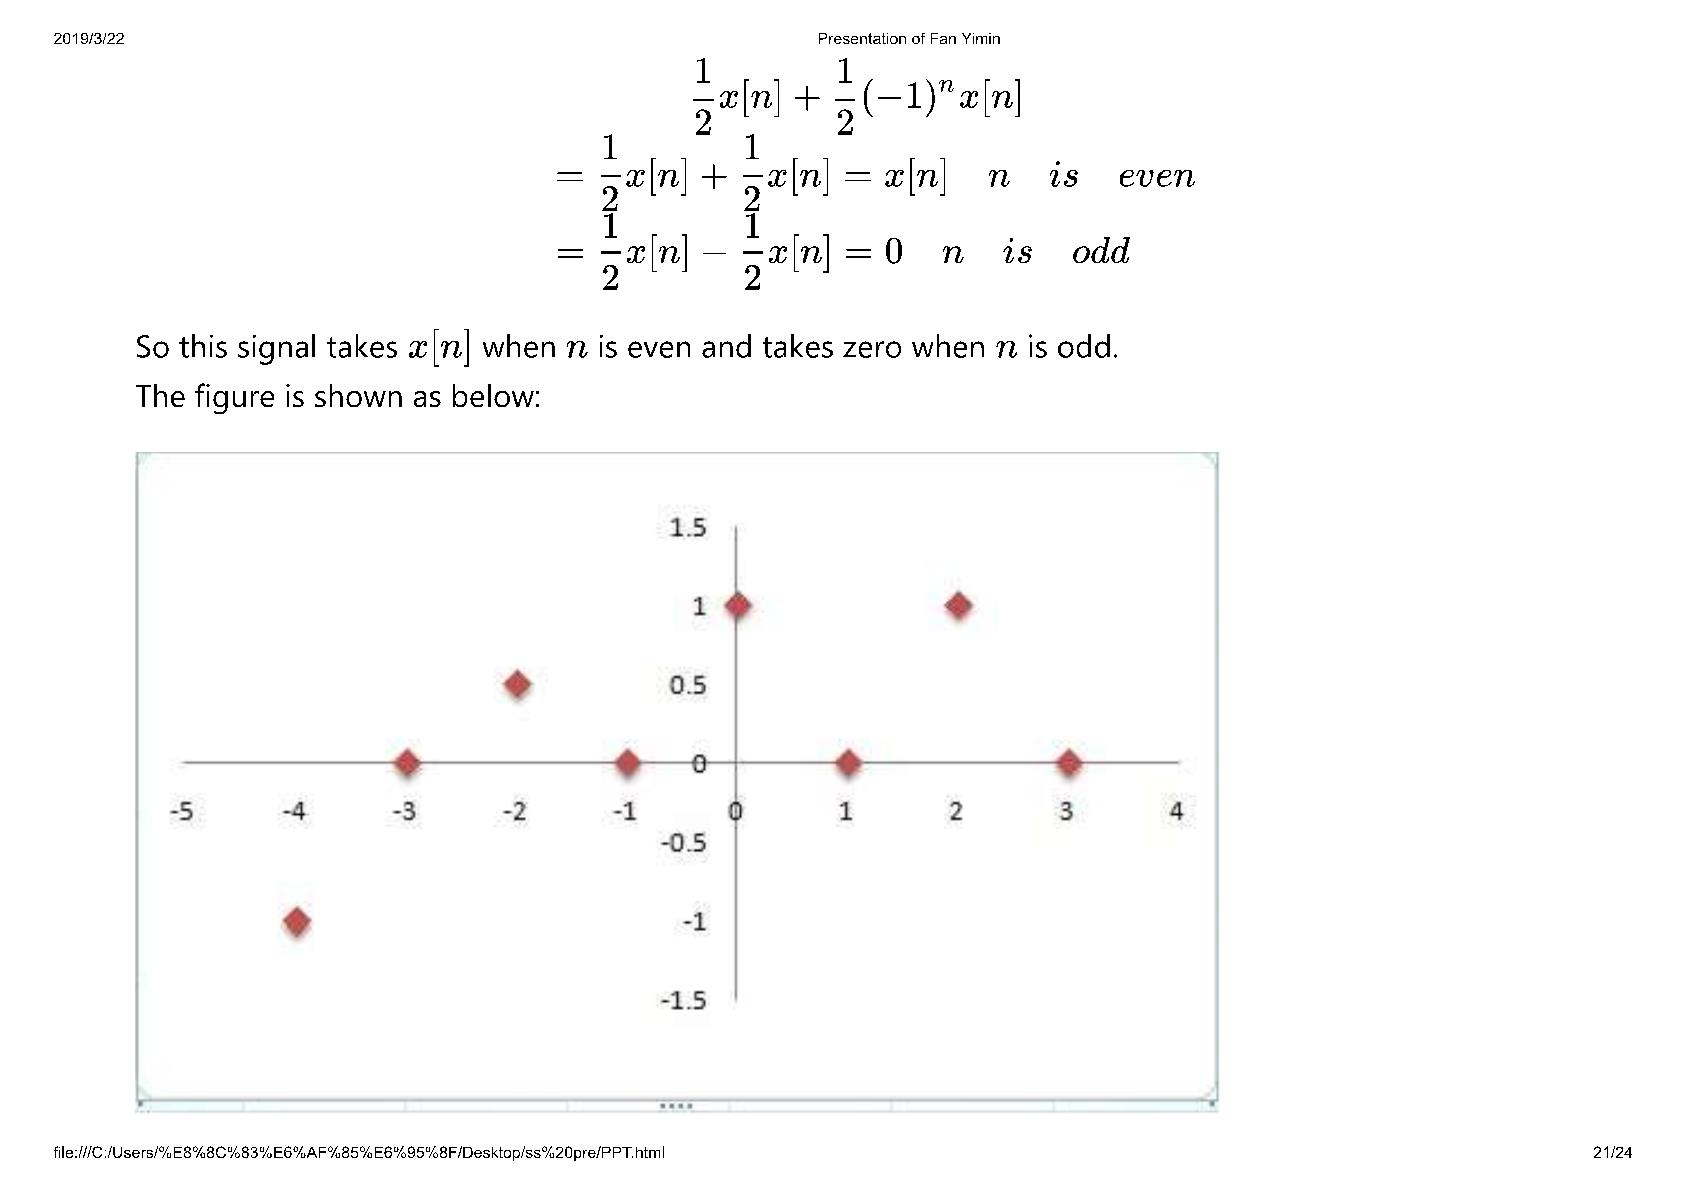 2019/3/22 Presentation of Fan Yimin
1/2 x[n] + 1/2 (−1)^n x[n]
= 1/2 x[n] + 1/2 x[n] = x[n] n is even
= 1/2 x[n] − 1/2 x[n] = 0 n is odd
So this signal takes x[n] when n is even and takes zero when n is odd.
The figure is shown as below:
1.5
1
0.5
0
-5 -4 -3 -2 -1 0 1 2 3 4
-0.5
-1
-1.5
file:///C:/Users/%E8%8C%83%E6%AF%85%E6%95%8F/Desktop/ss%20pre/PPT.html 21/24